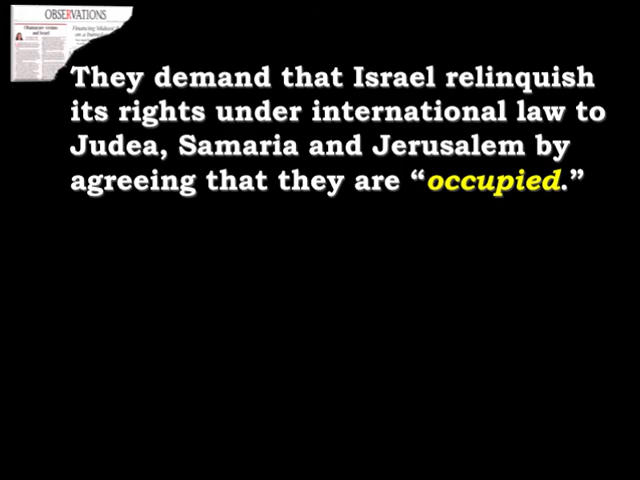 OBSERVATIONS
They demand that Israel relinquish
its rights under international law to
Judea, Samaria and Jerusalem by
agreeing that they are “occupied.”